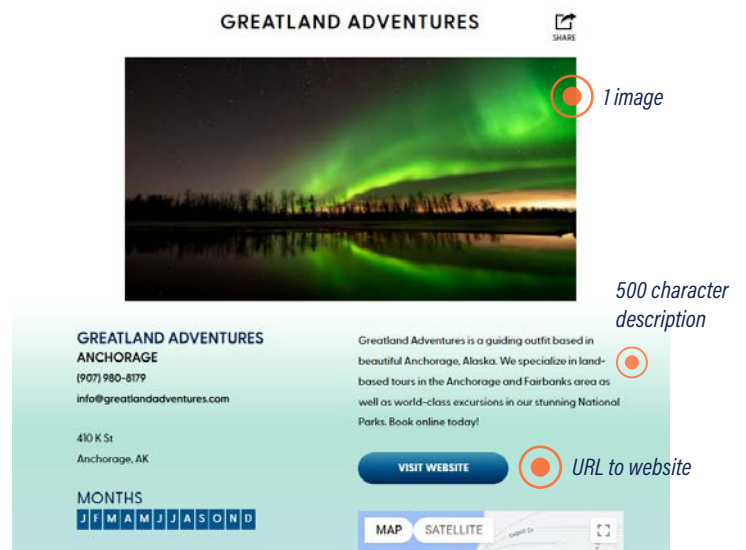 GREATLAND ADVENTURES
SHARE
1 image
500 character
description
GREATLAND ADVENTURES
ANCHORAGE
(907) 980-8179
info@greatlandadventures.com
410 K St
Anchorage, AK
MONTHS
J F M A M J J A S O N D
Greatland Adventures is a guiding outfit based in
beautiful Anchorage, Alaska. We specialize in land-
based tours in the Anchorage and Fairbanks area as
well as world-class excursions in our stunning National
Parks. Book online today!
VISIT WEBSITE
URL to website
MAP
SATELLITE
Depot Dr